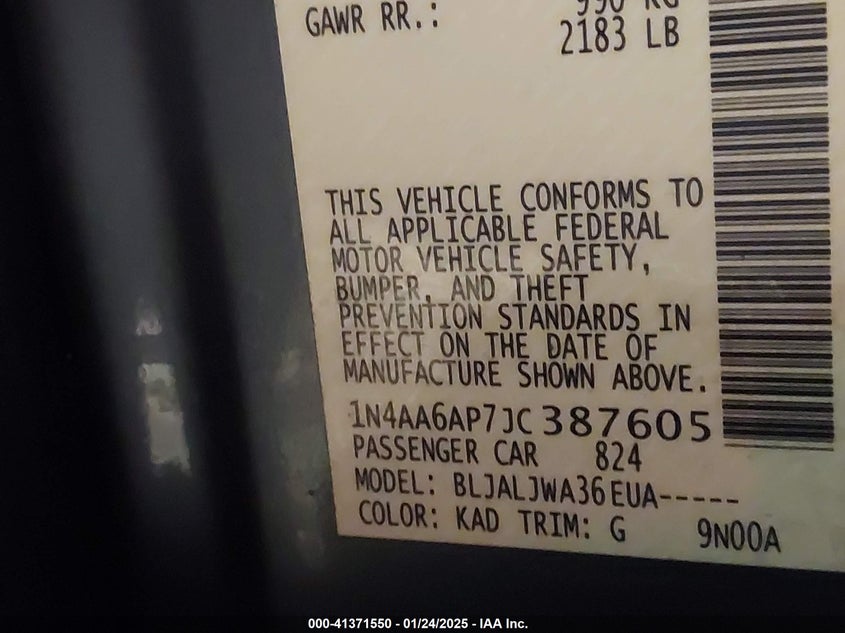 GAWR RR.: 990 KG
2183 LB
THIS VEHICLE CONFORMS TO
ALL APPLICABLE FEDERAL
MOTOR VEHICLE SAFETY,
BUMPER, AND THEFT
PREVENTION STANDARDS IN
EFFECT ON THE DATE OF
MANUFACTURE SHOWN ABOVE.
1N4AA6AP7JC387605
PASSENGER CAR 824
MODEL: BLJALJWA36EUA-----
COLOR: KAD TRIM: G 9N00A
000-41371550 - 01/24/2025 - IAA Inc.